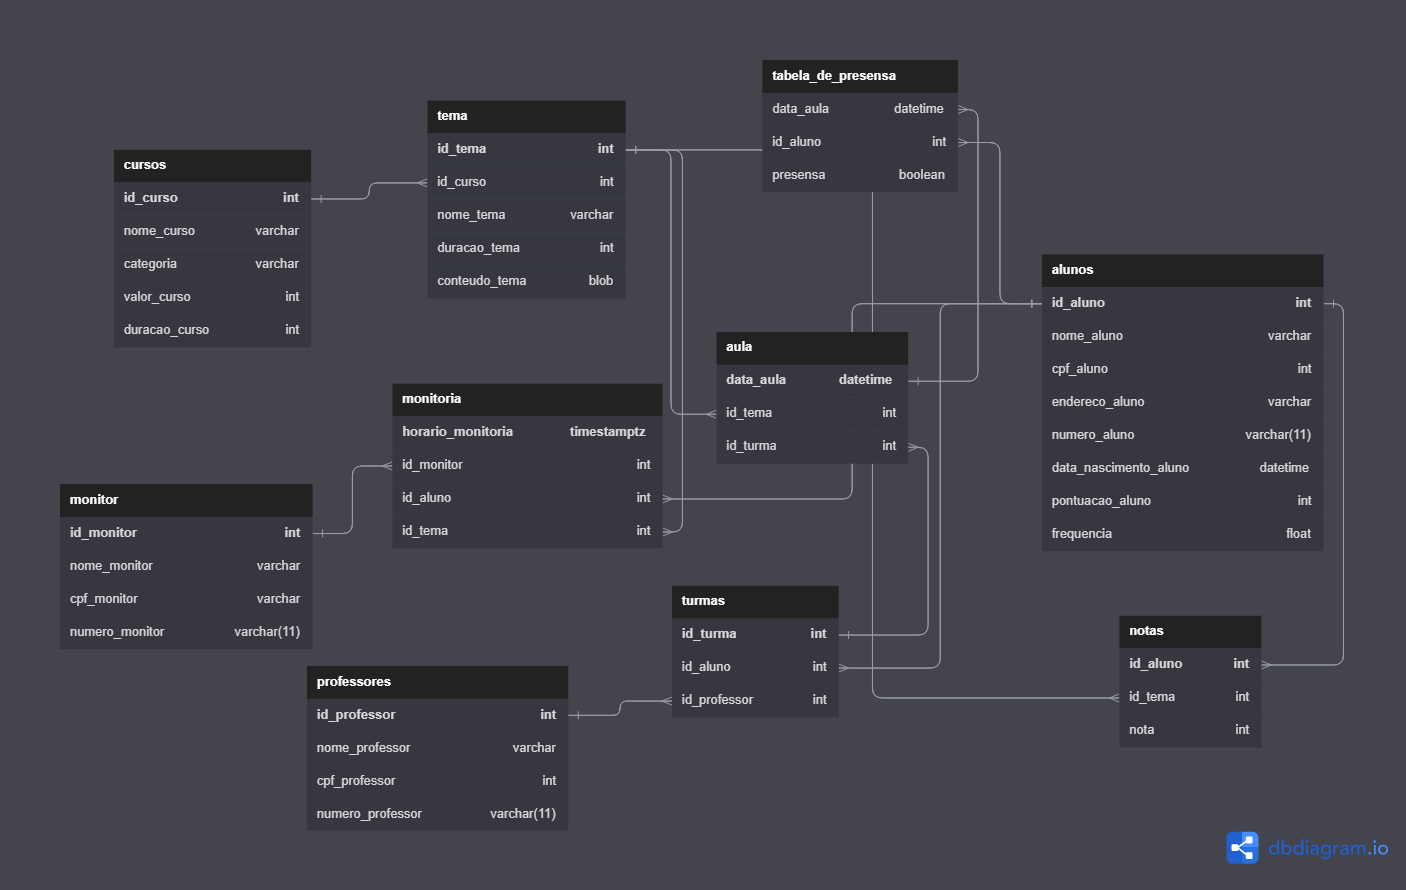 tabela_de_presensa
data_aula datetime
id_aluno int
presensa boolean
tema
id_tema int
id_curso int
nome_tema varchar
duracao_tema int
conteudo_tema blob
cursos
id_curso int
nome_curso varchar
categoria varchar
valor_curso int
duracao_curso int
alunos
id_aluno int
nome_aluno varchar
cpf_aluno int
endereco_aluno varchar
numero_aluno varchar(11)
data_nascimento_aluno datetime
pontuacao_aluno int
frequencia float
aula
data_aula datetime
id_tema int
id_turma int
monitoria
horario_monitoria timestamptz
id_monitor int
id_aluno int
id_tema int
monitor
id_monitor int
nome_monitor varchar
cpf_monitor varchar
numero_monitor varchar(11)
turmas
id_turma int
id_aluno int
id_professor int
notas
id_aluno int
id_tema int
nota int
professores
id_professor int
nome_professor varchar
cpf_professor int
numero_professor varchar(11)
dbdiagram.io